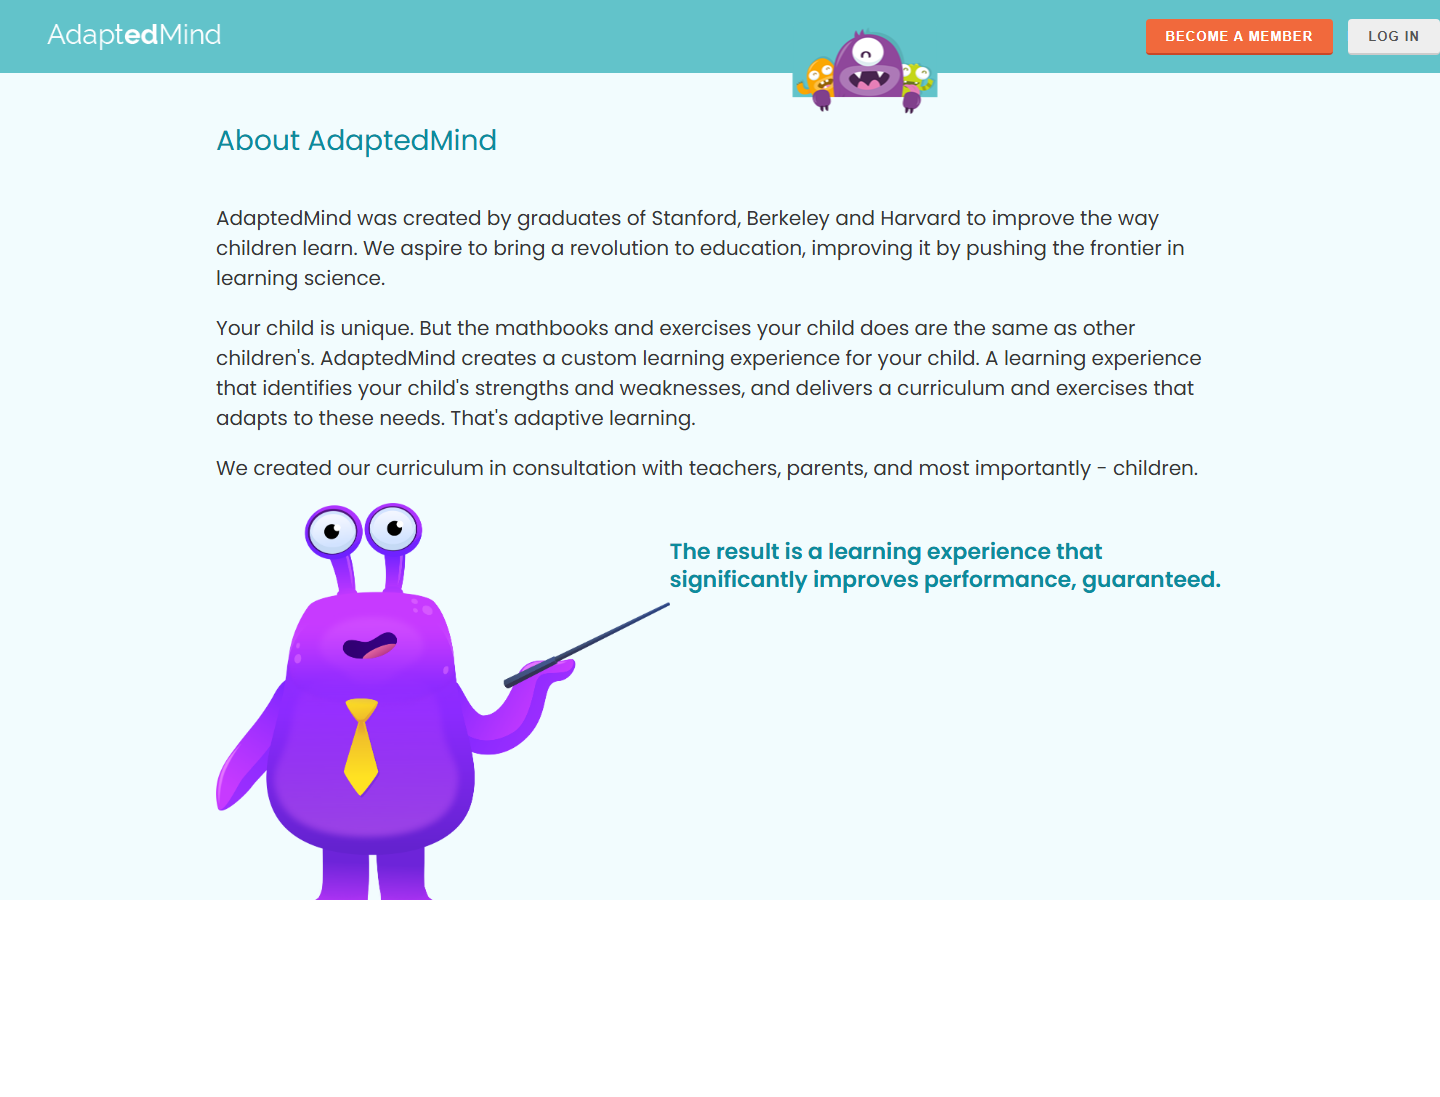 AdaptedMind
BECOME A MEMBER
LOG IN
About AdaptedMind
AdaptedMind was created by graduates of Stanford, Berkeley and Harvard to improve the way
children learn. We aspire to bring a revolution to education, improving it by pushing the frontier in
learning science.
Your child is unique. But the mathbooks and exercises your child does are the same as other
children's. AdaptedMind creates a custom learning experience for your child. A learning experience
that identifies your child's strengths and weaknesses, and delivers a curriculum and exercises that
adapts to these needs. That's adaptive learning.
We created our curriculum in consultation with teachers, parents, and most importantly - children.
The result is a learning experience that
significantly improves performance, guaranteed.